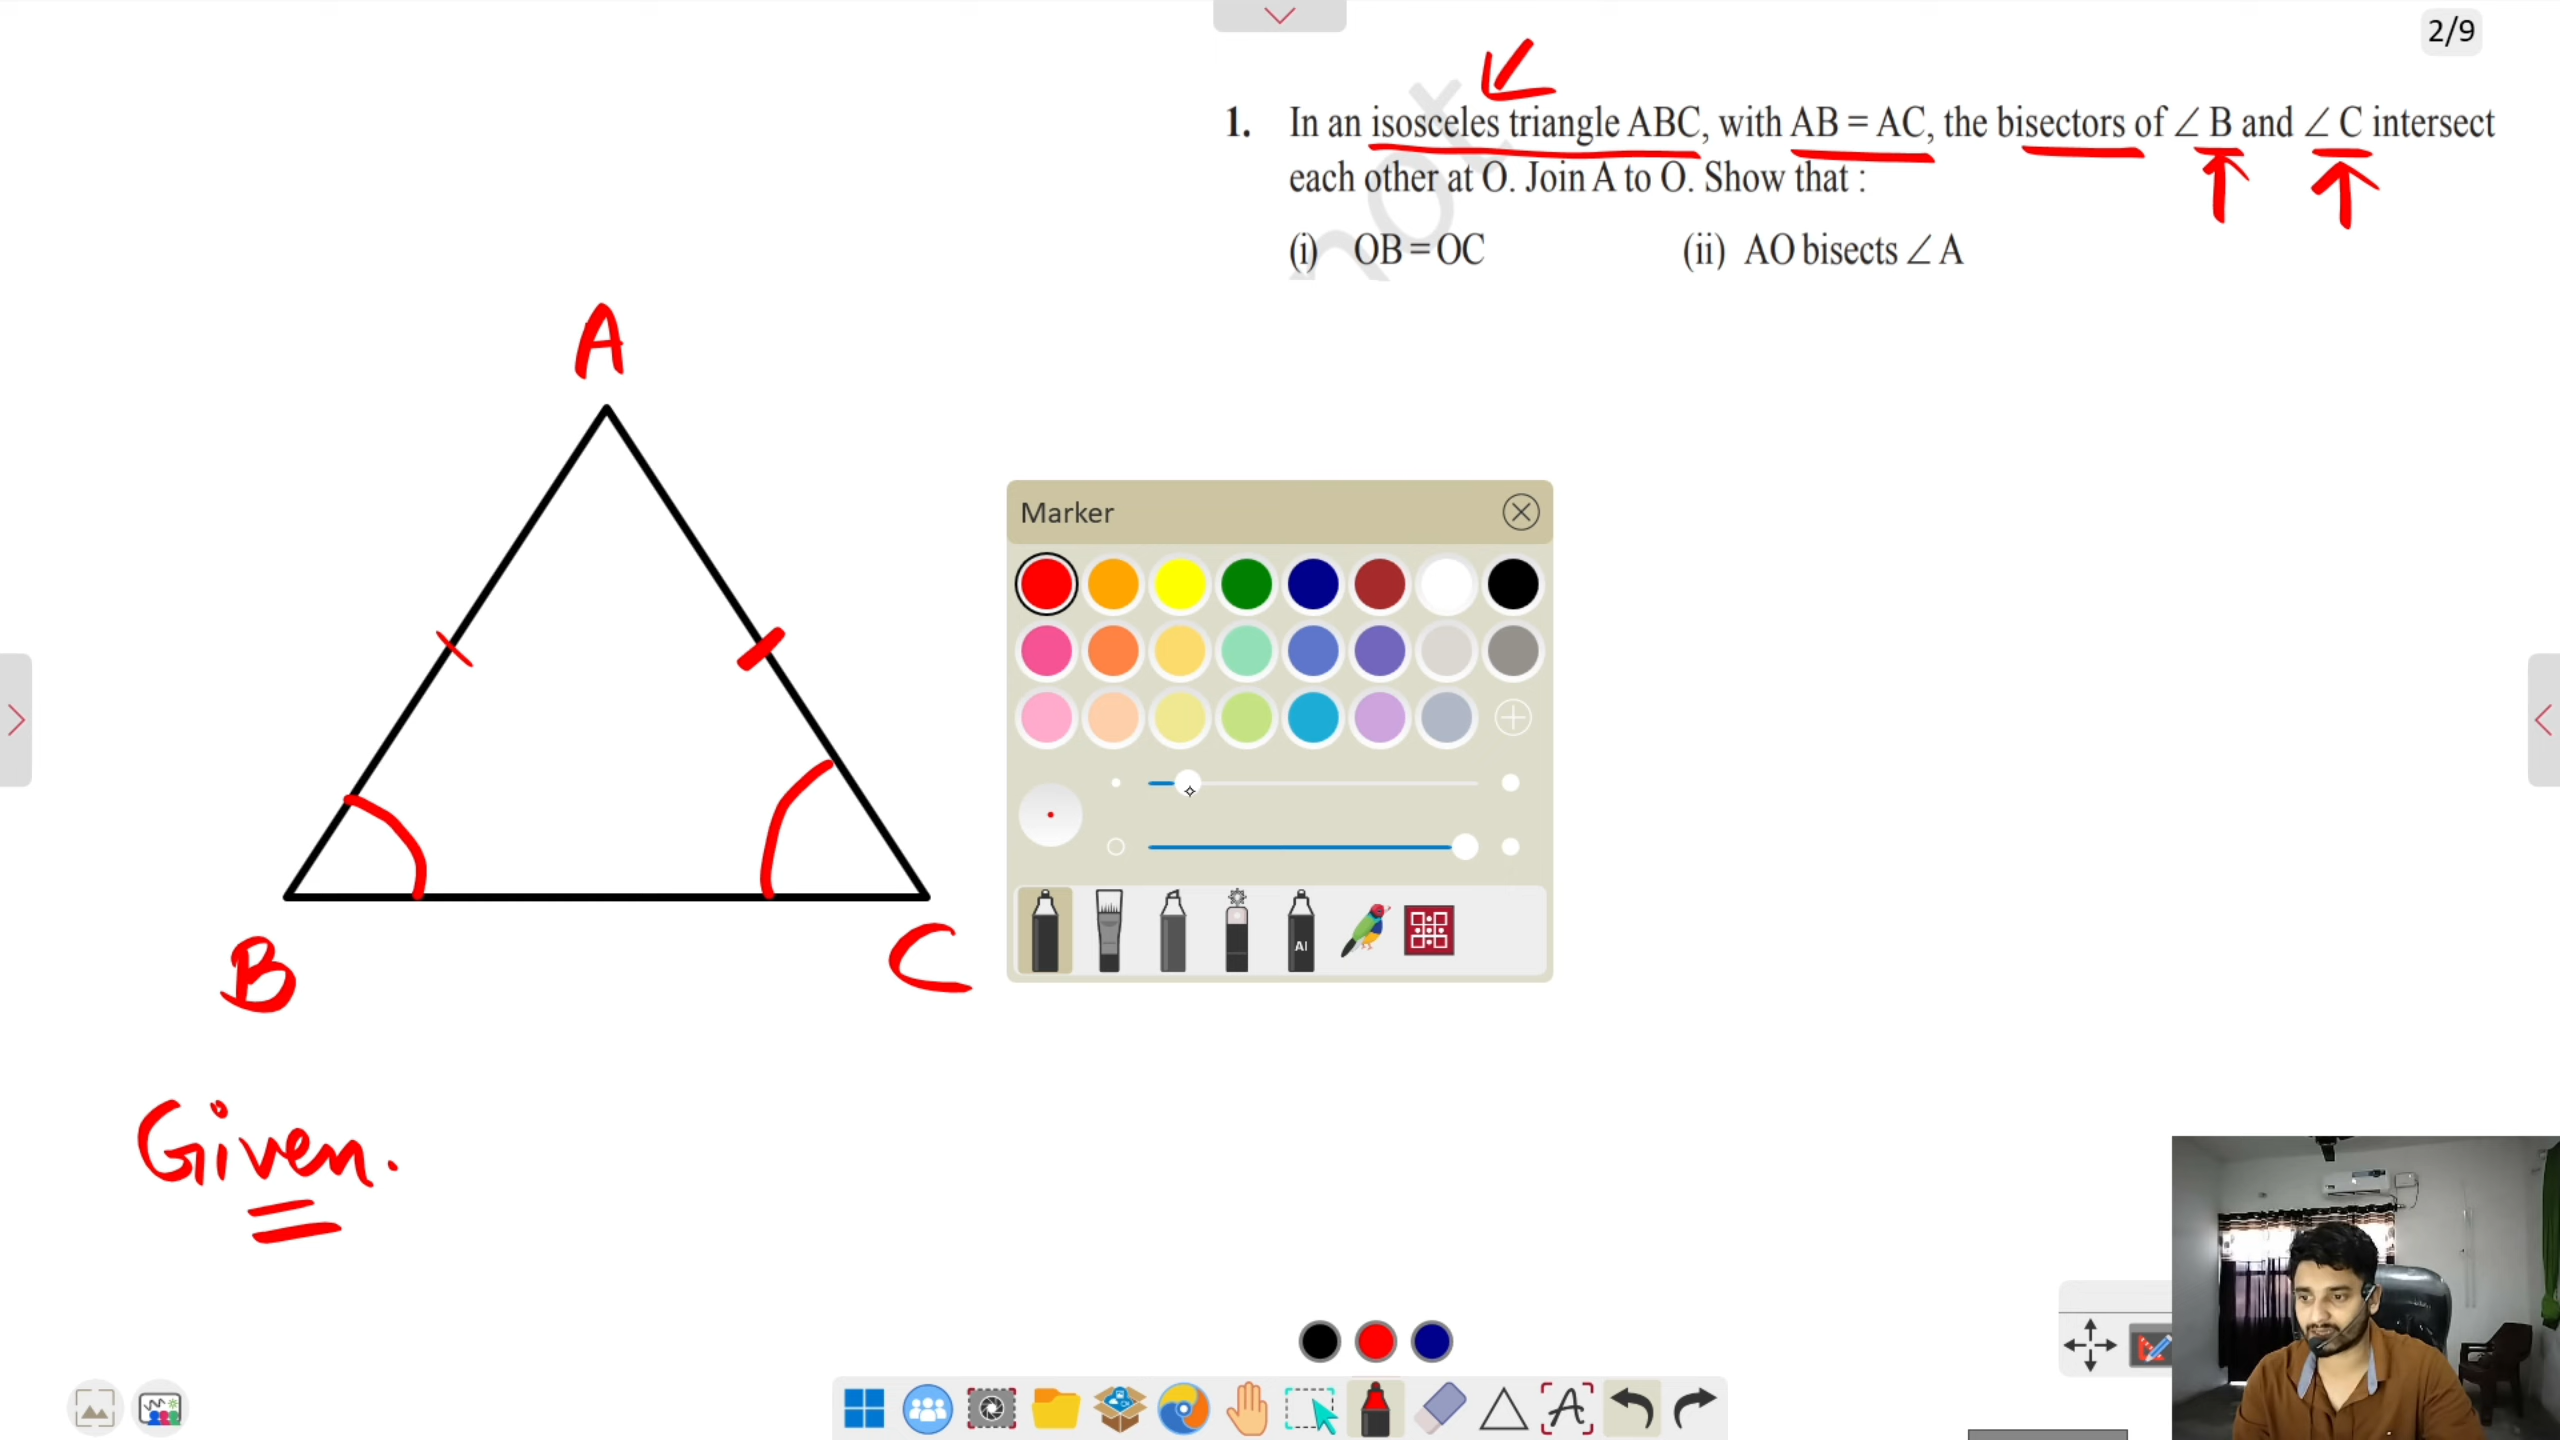 2/9
1. In an isosceles triangle ABC, with AB = AC, the bisectors of ∠ B and ∠ C intersect
each other at O. Join A to O. Show that :
(i) OB = OC (ii) AO bisects ∠ A
not
A
Marker
AI
B C
Given.
A